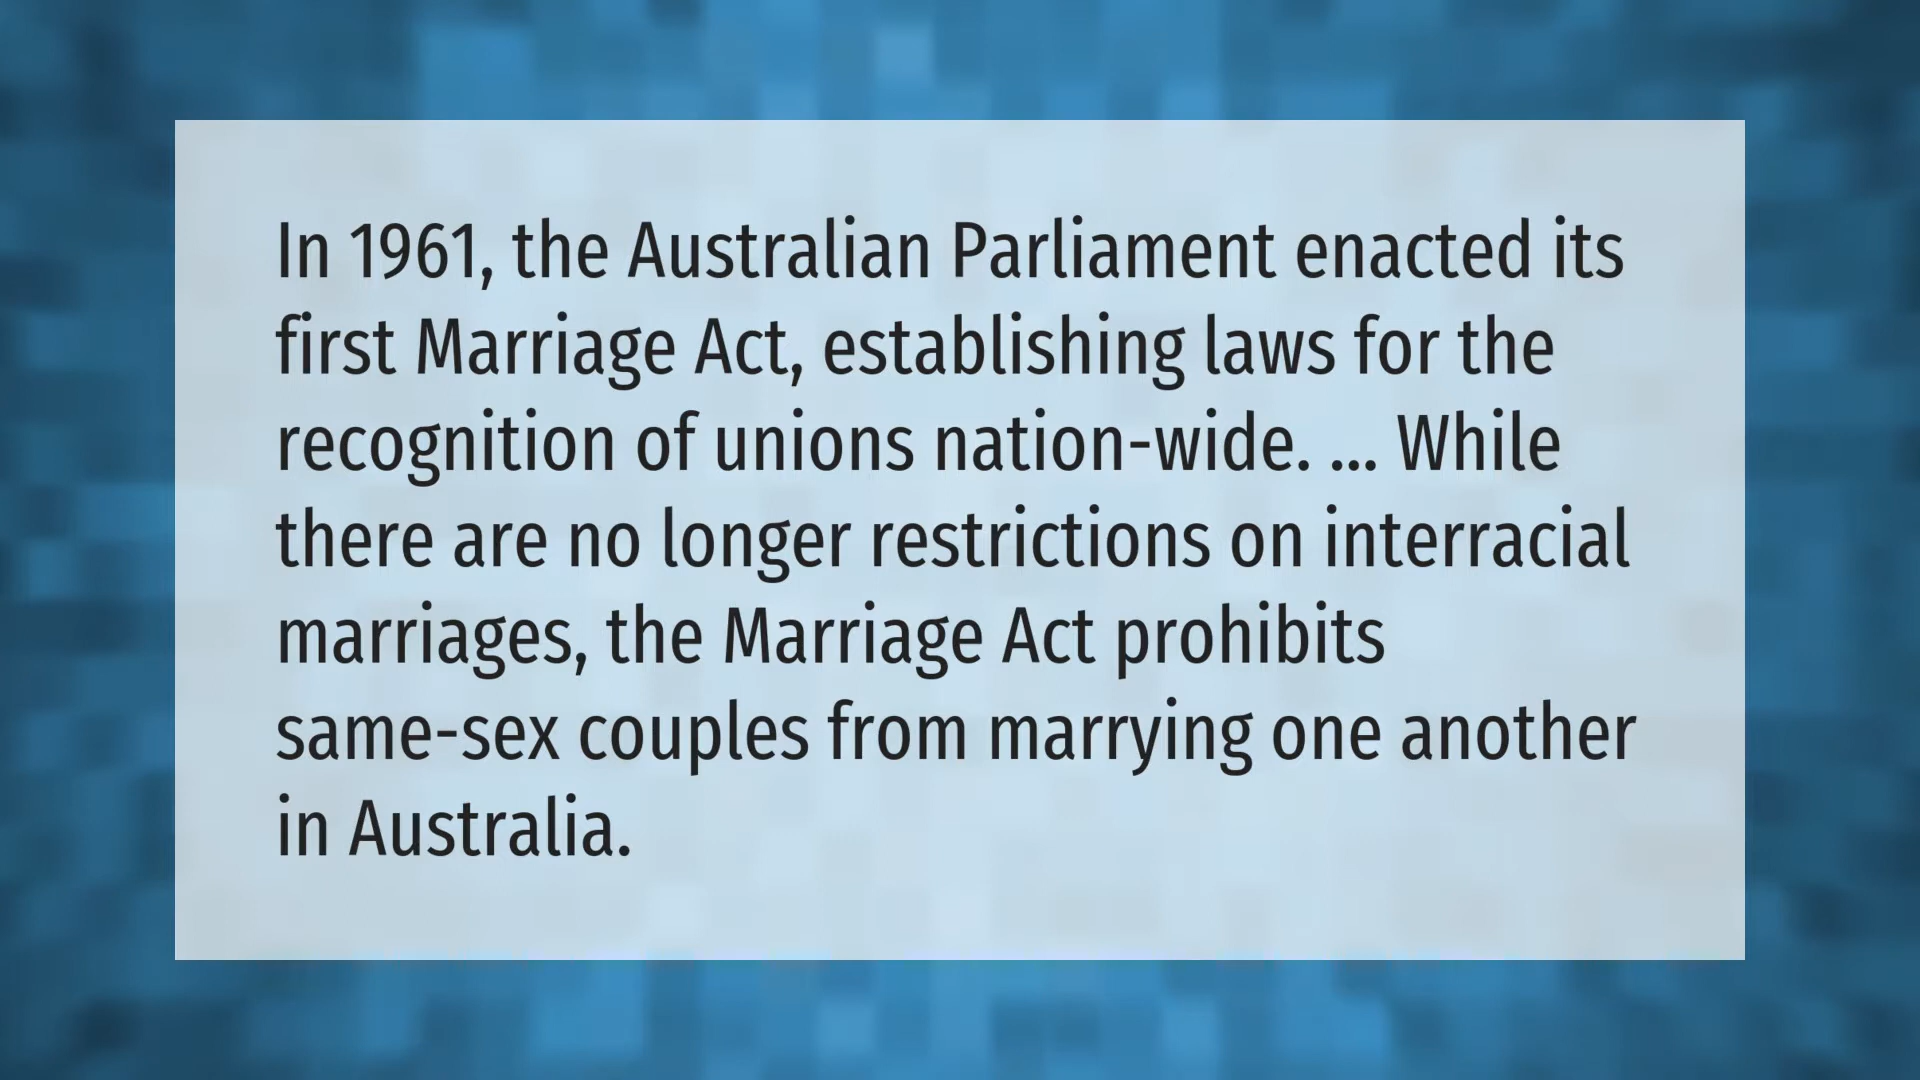 In 1961, the Australian Parliament enacted its
first Marriage Act, establishing laws for the
recognition of unions nation-wide. ... While
there are no longer restrictions on interracial
marriages, the Marriage Act prohibits
same-sex couples from marrying one another
in Australia.